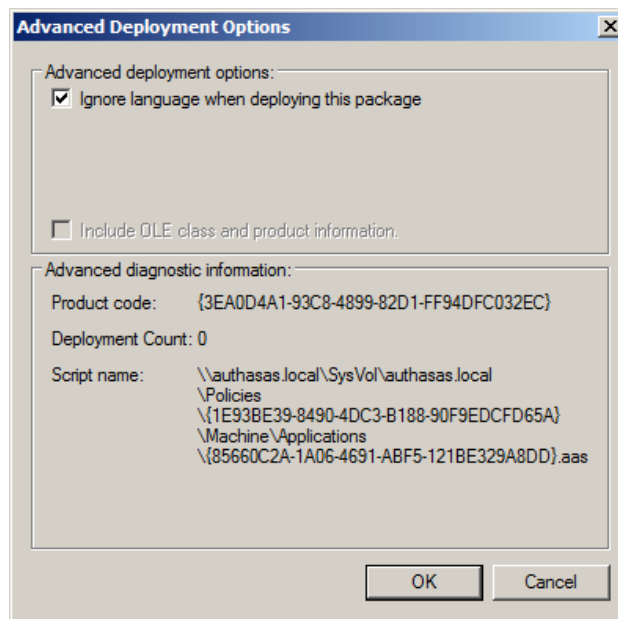 Advanced Deployment Options
Advanced deployment options:
Ignore language when deploying this package
Include OLE class and product information.
Advanced diagnostic information:
Product code: {3EA0D4A1-93C8-4899-82D1-FF94DFC032EC}
Deployment Count: 0
Script name: \\authasas.local\SysVol\authasas.local
\Policies
\{1E93BE39-8490-4DC3-B188-90F9EDCFD65A}
\Machine\Applications
\{85660C2A-1A06-4691-ABF5-121BE329A8DD}.aas
OK Cancel